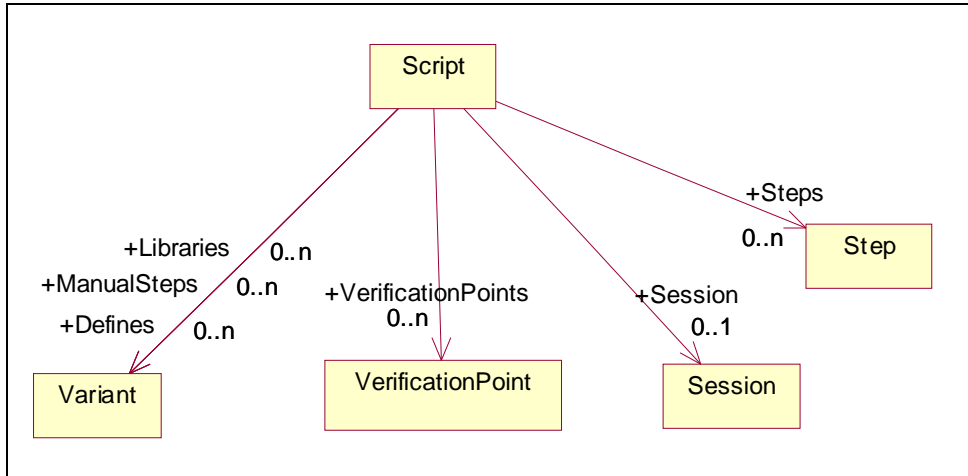 Script
+Steps
0..n
Step
+Libraries
0..n
+ManualSteps
0..n
+Defines
0..n
+VerificationPoints
0..n
+Session
0..1
Variant
VerificationPoint
Session